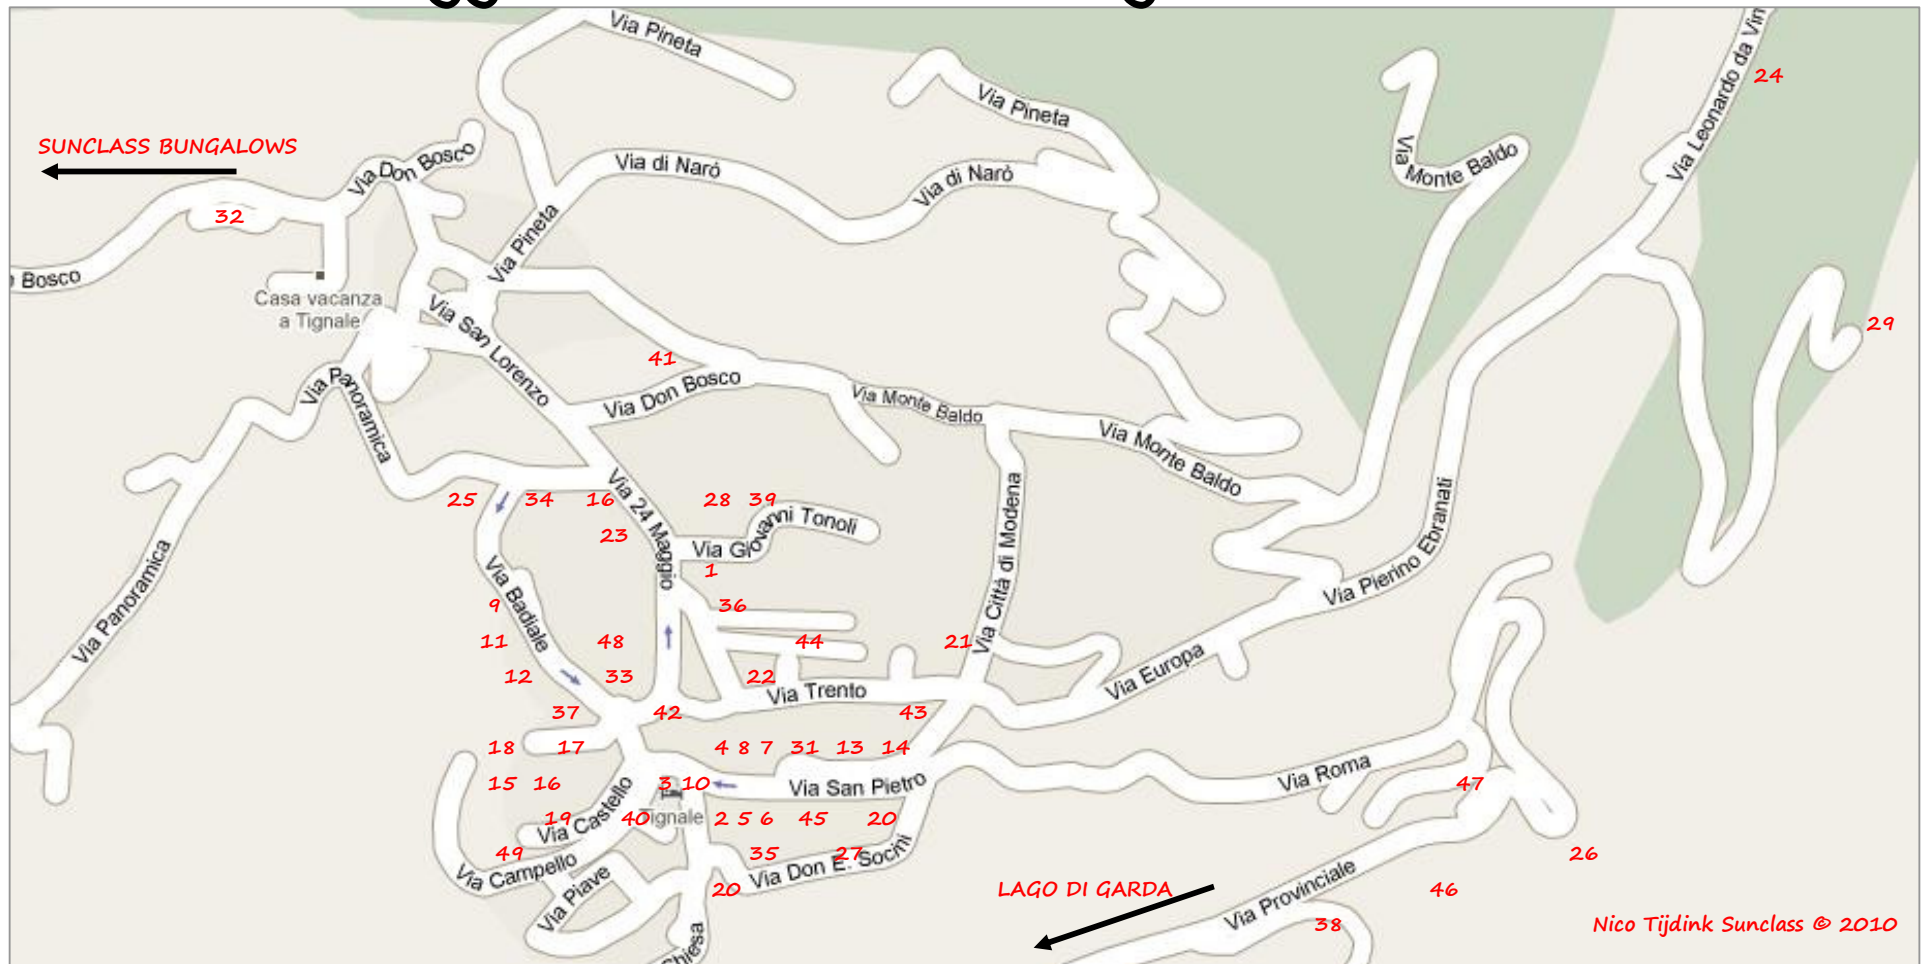 Via Pineta
Via Leonardo da Vin
24
Via Pineta
SUNCLASS BUNGALOWS
Via Don Bosco
Via di Narò
Via di Narò
Via Monte Baldo
32
Via Pineta
Bosco
Casa vacanza
a Tignale
Via San Lorenzo
29
41
Via Don Bosco
Via Monte Baldo
Via Panoramica
Via Monte Baldo
25
34
16
Via 24 Maggio
28
39
Via Giovanni Tonoli
23
Via Città di Modena
Via Pierino Ebranati
Via Panoramica
1
Via Badiale
9
36
11
48
44
21
12
33
22
Via Trento
Via Europa
37
42
43
18
17
4 8 7
31
13
14
15
16
3
10
Via San Pietro
Via Roma
47
19
Via Castello
40
Tignale
2 5 6
45
20
49
Via Campello
35
27
Via Don E. Socini
26
Via Piave
20
LAGO DI GARDA
46
Via Provinciale
38
Chiesa
Nico Tijdink Sunclass © 2010